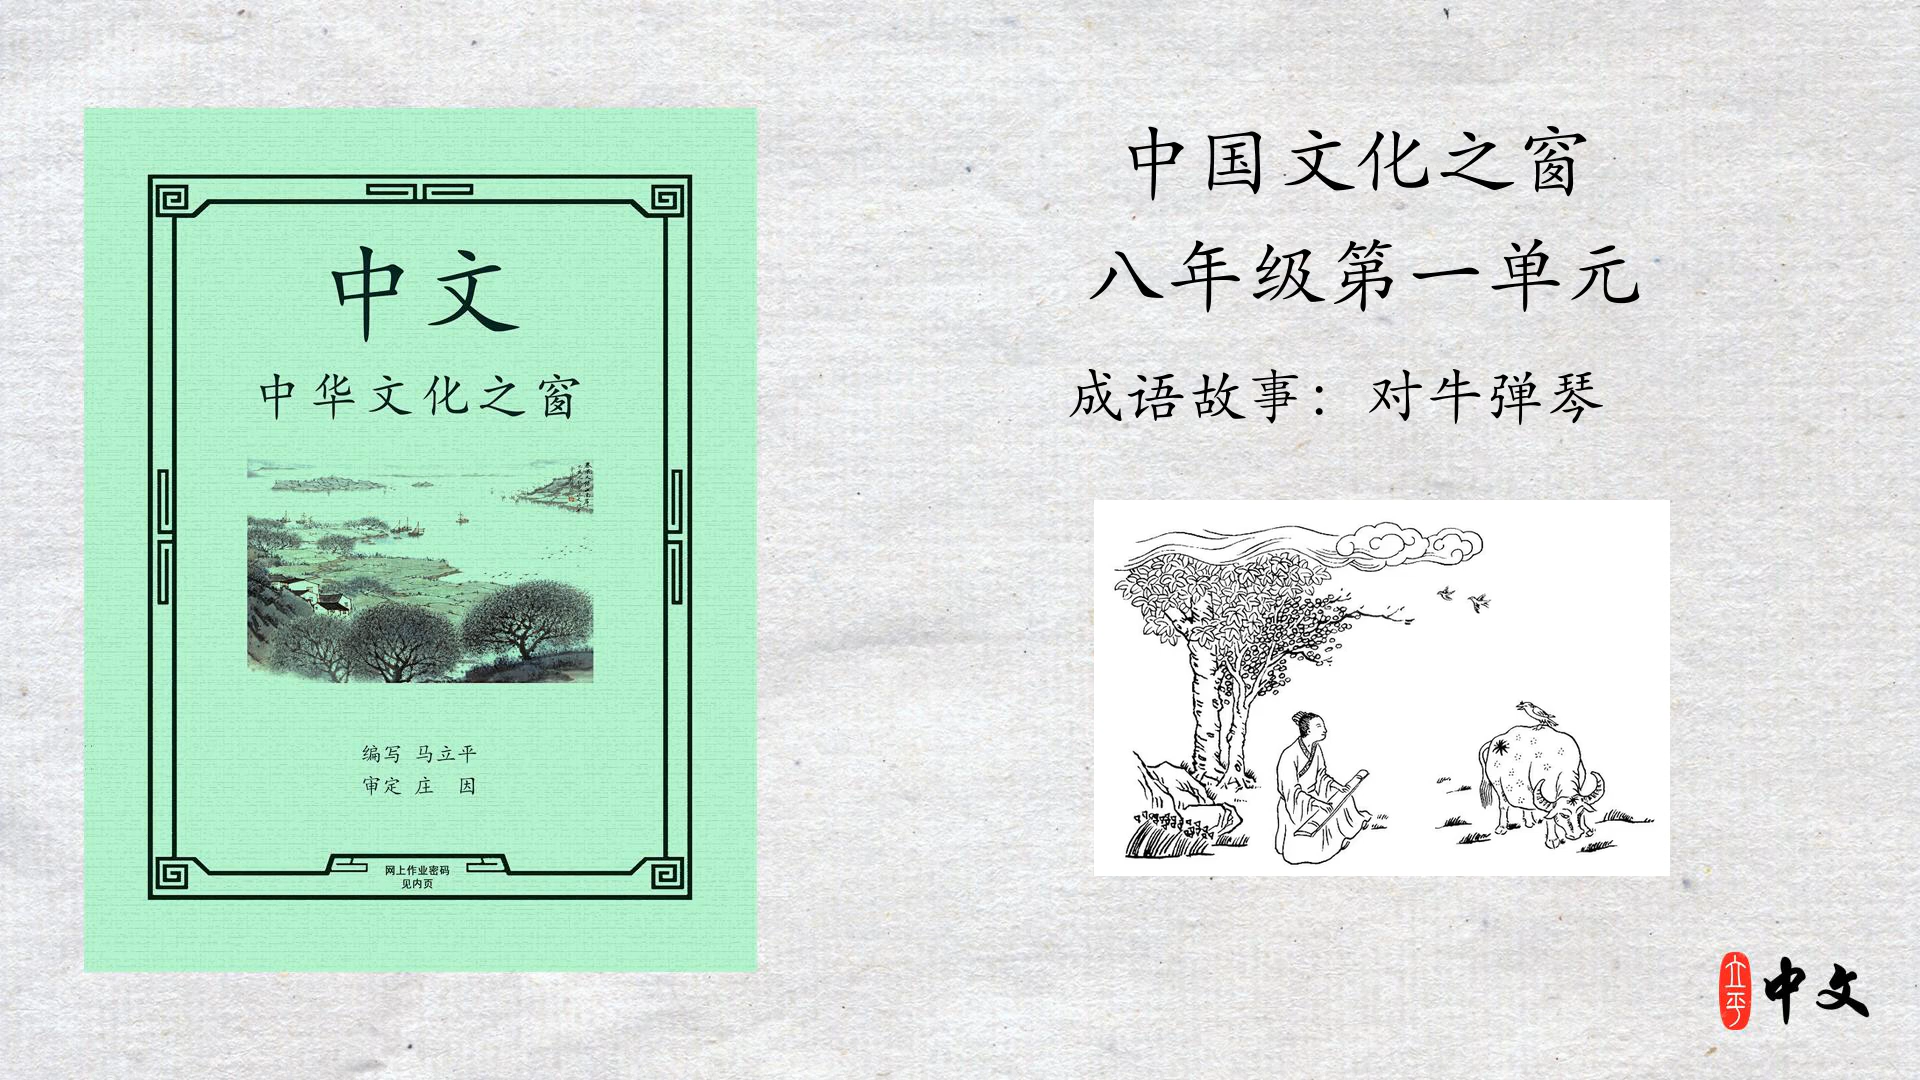 中文
中华文化之窗
编写 马立平
审定 庄 因
网上作业密码
见内页
中国文化之窗
八年级第一单元
成语故事：对牛弹琴
立平
中文